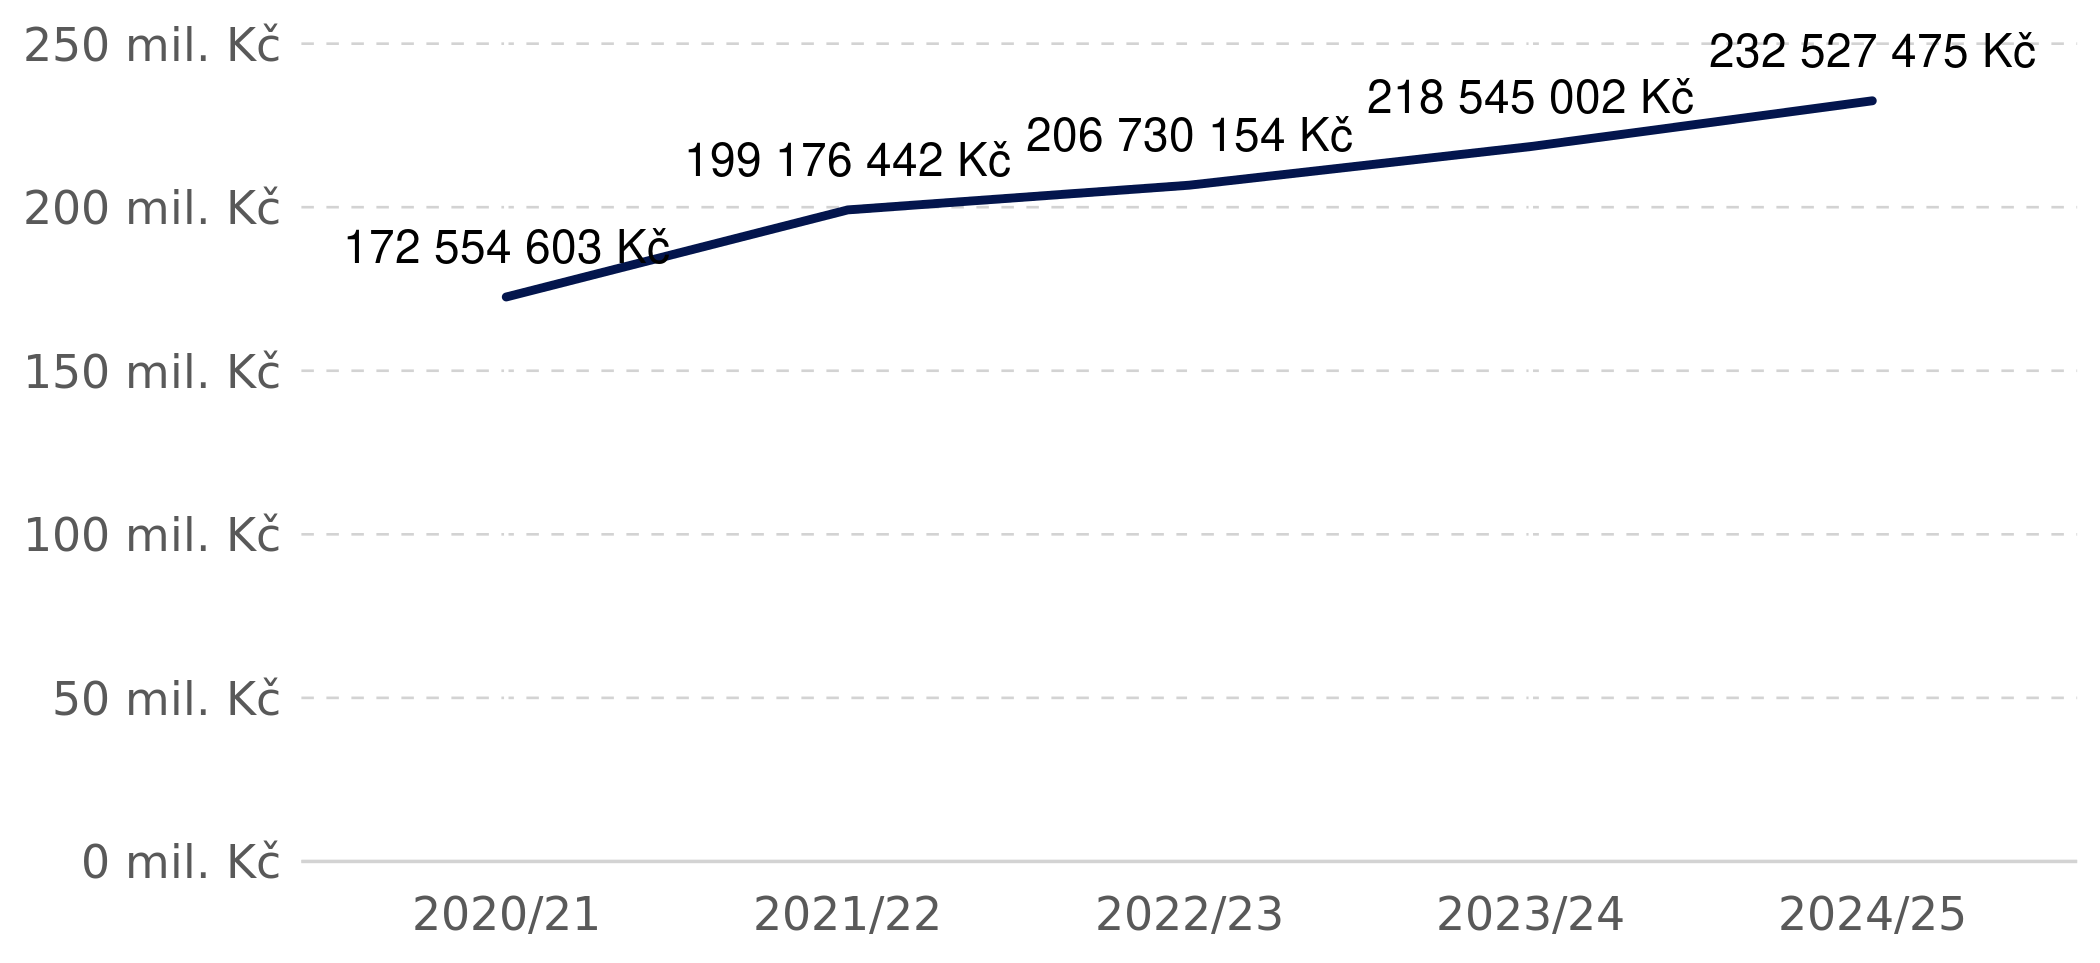 250 mil. Kč
232 527 475 Kč
218 545 002 Kč
206 730 154 Kč
199 176 442 Kč
200 mil. Kč
172 554 603 Kč
150 mil. Kč
100 mil. Kč
50 mil. Kč
0 mil. Kč
2020/21
2021/22
2022/23
2023/24
2024/25